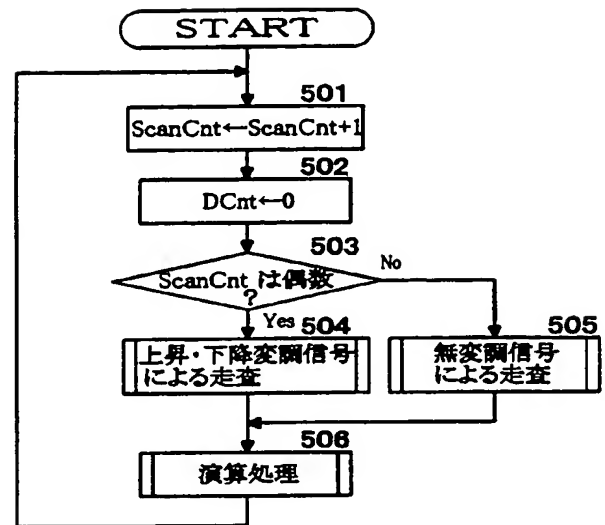 START
501
ScanCnt←ScanCnt+1
502
DCnt←0
503
ScanCnt は偶数
?
No
Yes
504
上昇・下降変調信号
による走査
505
無変調信号
による走査
506
演算処理